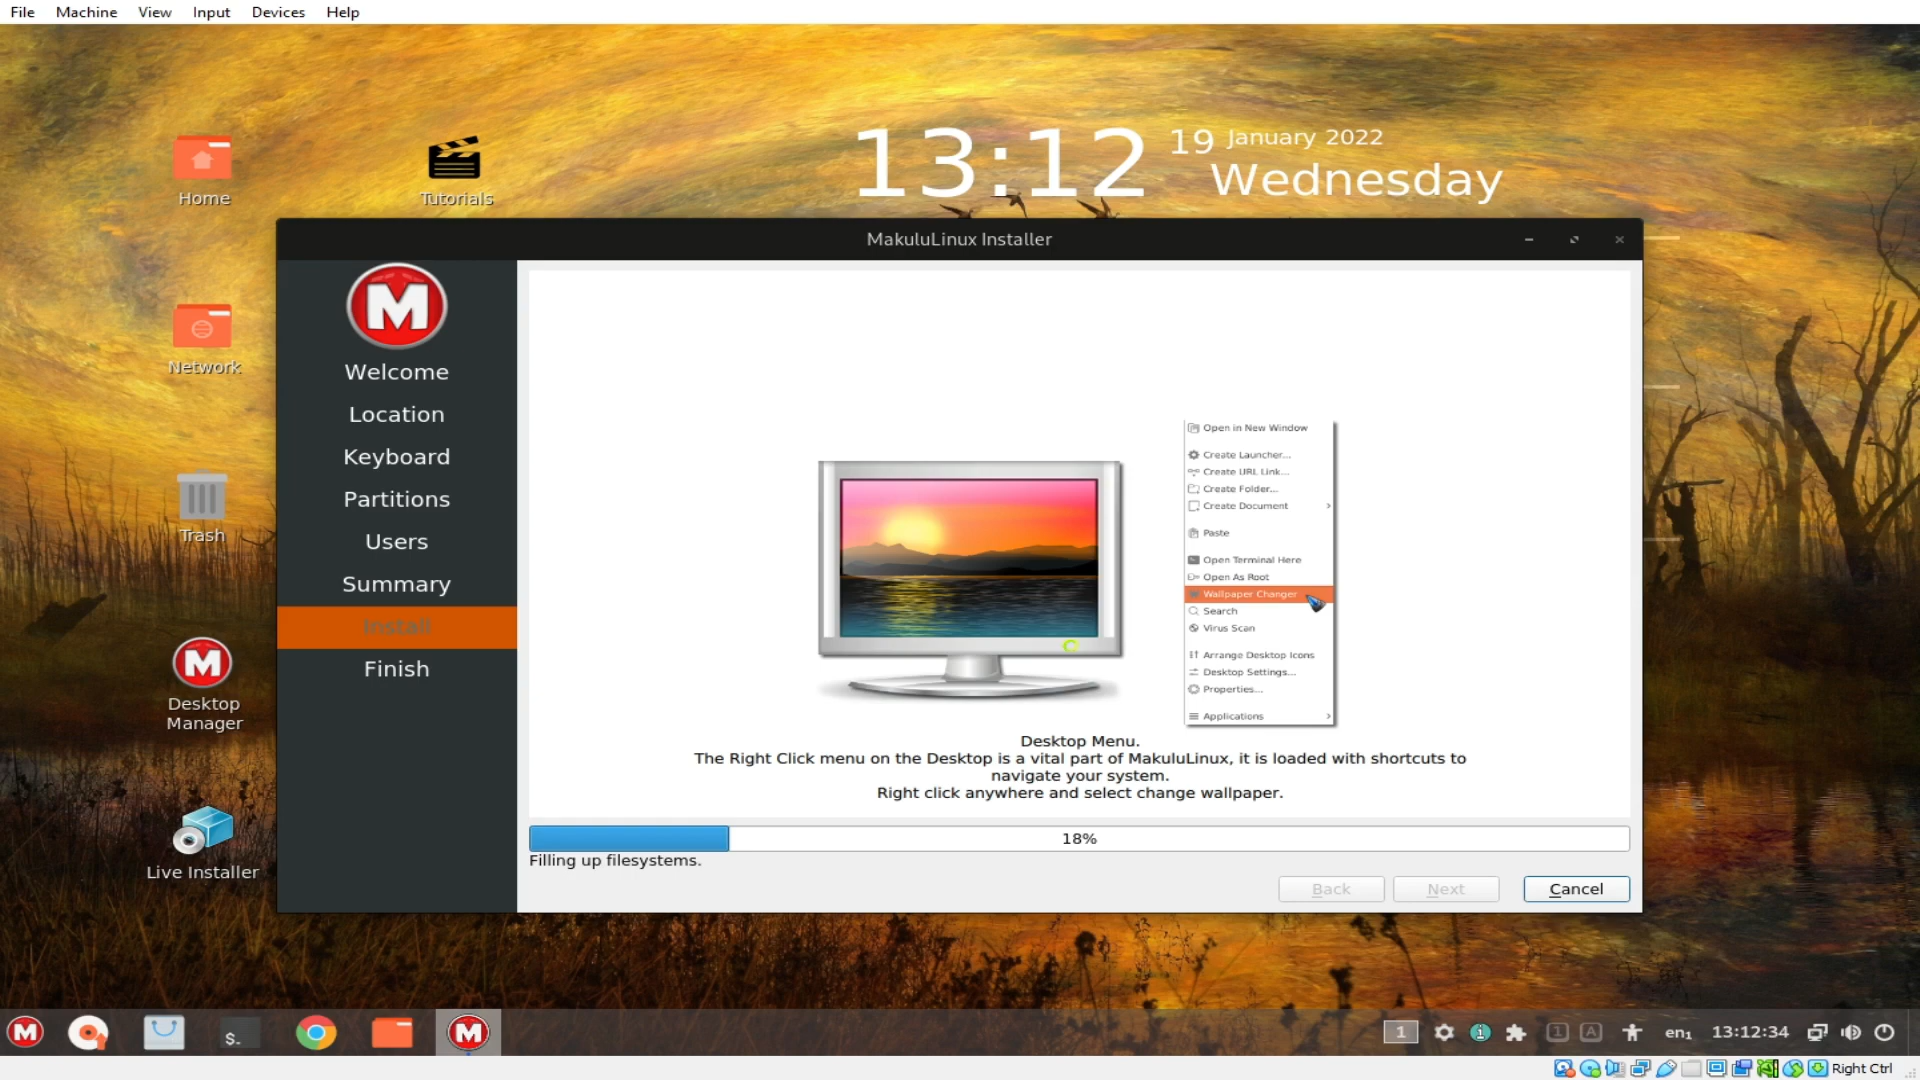 File Machine View Input Devices Help
13:12
19 January 2022
Wednesday
Home
Tutorials
Network
Trash
Desktop
Manager
Live Installer
MakuluLinux Installer
M
Welcome
Location
Keyboard
Partitions
Users
Summary
Install
Finish
Open in New Window
Create Launcher...
Create URL Link...
Create Folder...
Create Document
Paste
Open Terminal Here
Open As Root
Wallpaper Changer
Search
Virus Scan
Arrange Desktop Icons
Desktop Settings...
Properties...
Applications
Desktop Menu.
The Right Click menu on the Desktop is a vital part of MakuluLinux, it is loaded with shortcuts to
navigate your system.
Right click anywhere and select change wallpaper.
18%
Filling up filesystems.
Back Next Cancel
M
M $_ M 1 1 A en1 13:12:34
Right Ctrl